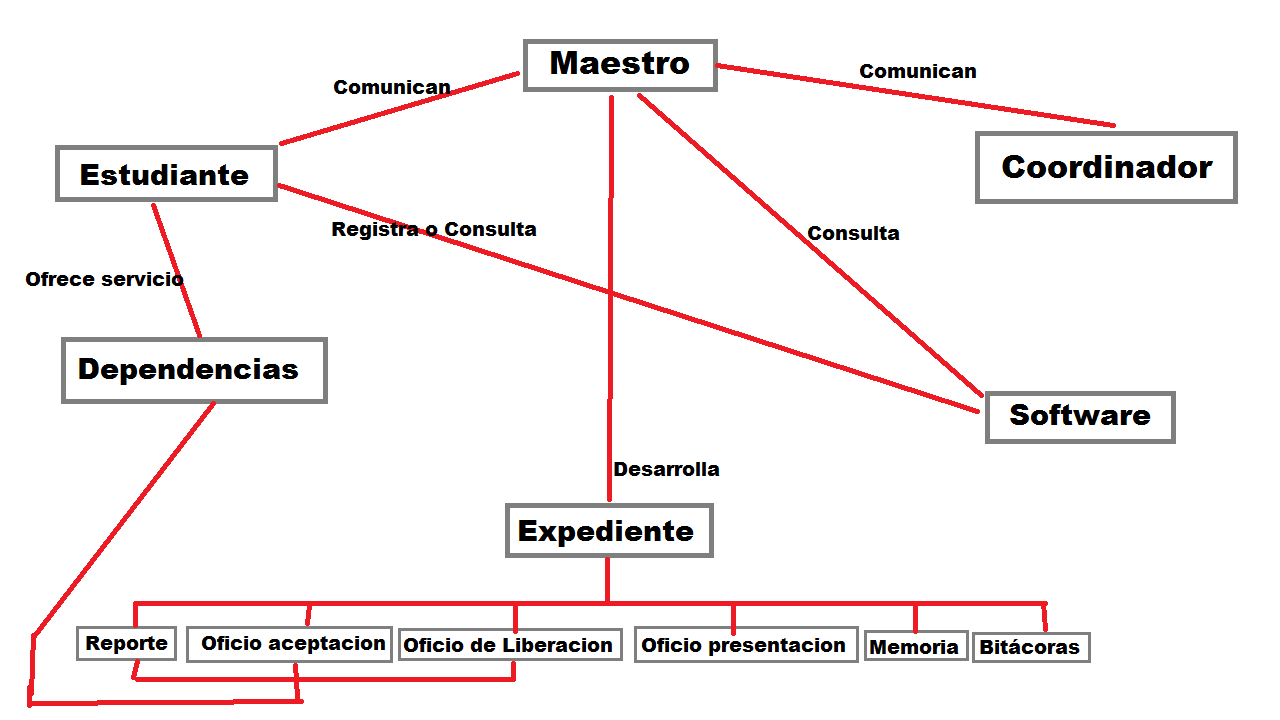 Maestro
Comunican
Comunican
Estudiante
Coordinador
Registra o Consulta
Consulta
Ofrece servicio
Dependencias
Software
Desarrolla
Expediente
Reporte
Oficio aceptacion
Oficio de Liberacion
Oficio presentacion
Memoria
Bitácoras